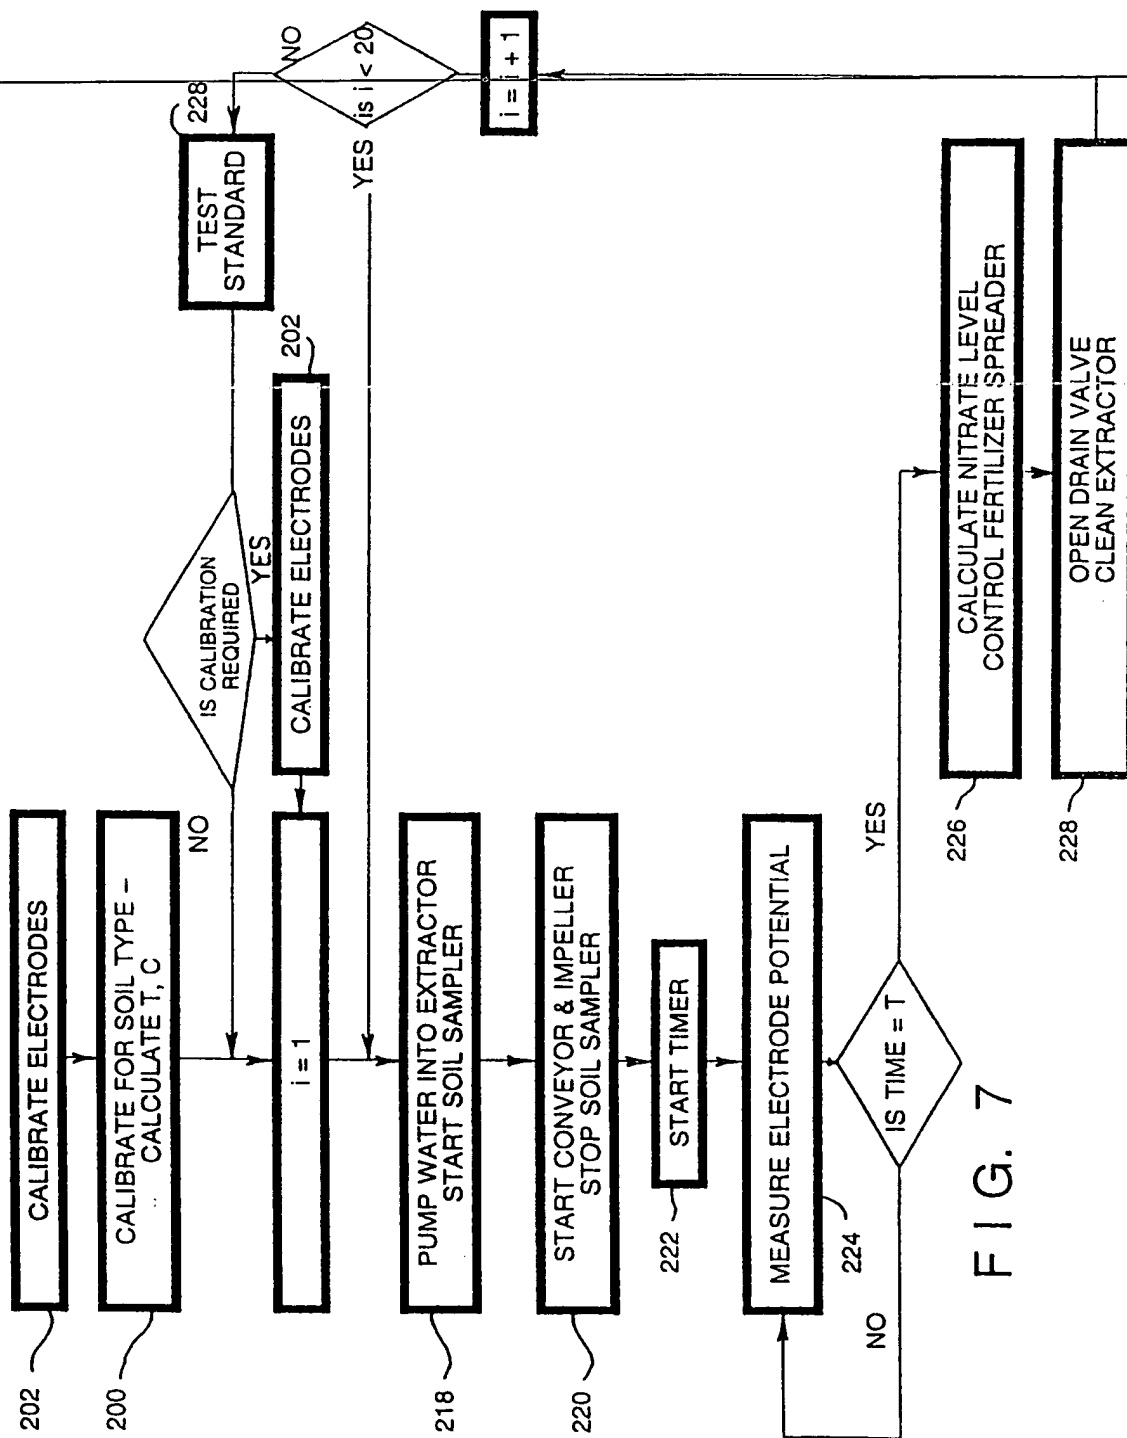 202
CALIBRATE ELECTRODES
200
CALIBRATE FOR SOIL TYPE –
CALCULATE T, C
NO
i = 1
218
PUMP WATER INTO EXTRACTOR
START SOIL SAMPLER
220
START CONVEYOR & IMPELLER
STOP SOIL SAMPLER
222
START TIMER
224
MEASURE ELECTRODE POTENTIAL
NO
IS TIME = T
YES
IS CALIBRATION
REQUIRED
YES
CALIBRATE ELECTRODES
202
TEST
STANDARD
228
NO
is i < 20
YES
i = i + 1
226
CALCULATE NITRATE LEVEL
CONTROL FERTILIZER SPREADER
228
OPEN DRAIN VALVE
CLEAN EXTRACTOR
FIG. 7